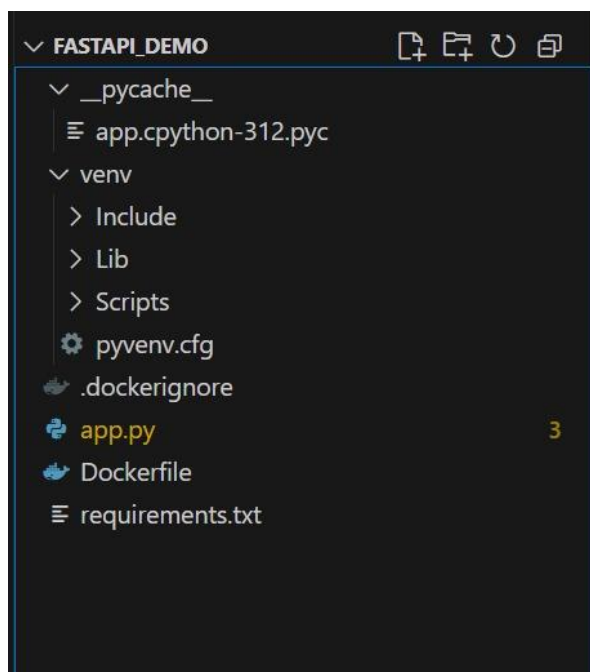 FASTAPI_DEMO
__pycache__
app.cpython-312.pyc
venv
Include
Lib
Scripts
pyvenv.cfg
.dockerignore
app.py 3
Dockerfile
requirements.txt